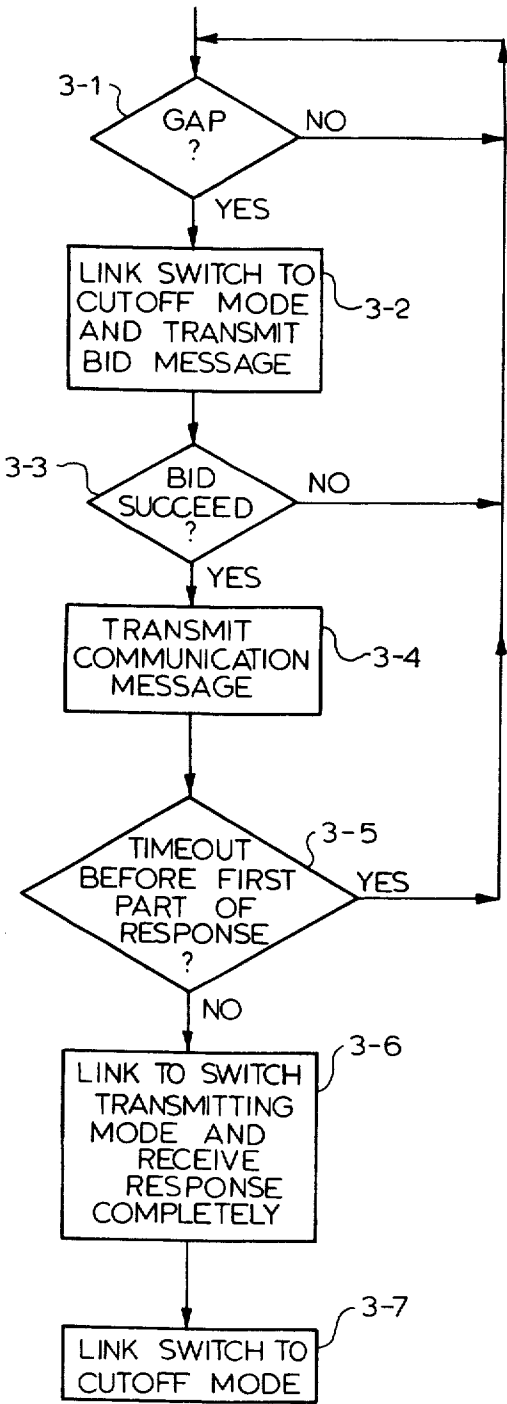 3-1
GAP
?
NO
YES
LINK SWITCH TO
CUTOFF MODE
AND TRANSMIT
BID MESSAGE
3-2
3-3
BID
SUCCEED
?
NO
YES
TRANSMIT
COMMUNICATION
MESSAGE
3-4
3-5
TIMEOUT
BEFORE FIRST
PART OF
RESPONSE
?
YES
NO
3-6
LINK TO SWITCH
TRANSMITTING
MODE AND
RECEIVE
RESPONSE
COMPLETELY
3-7
LINK SWITCH TO
CUTOFF MODE